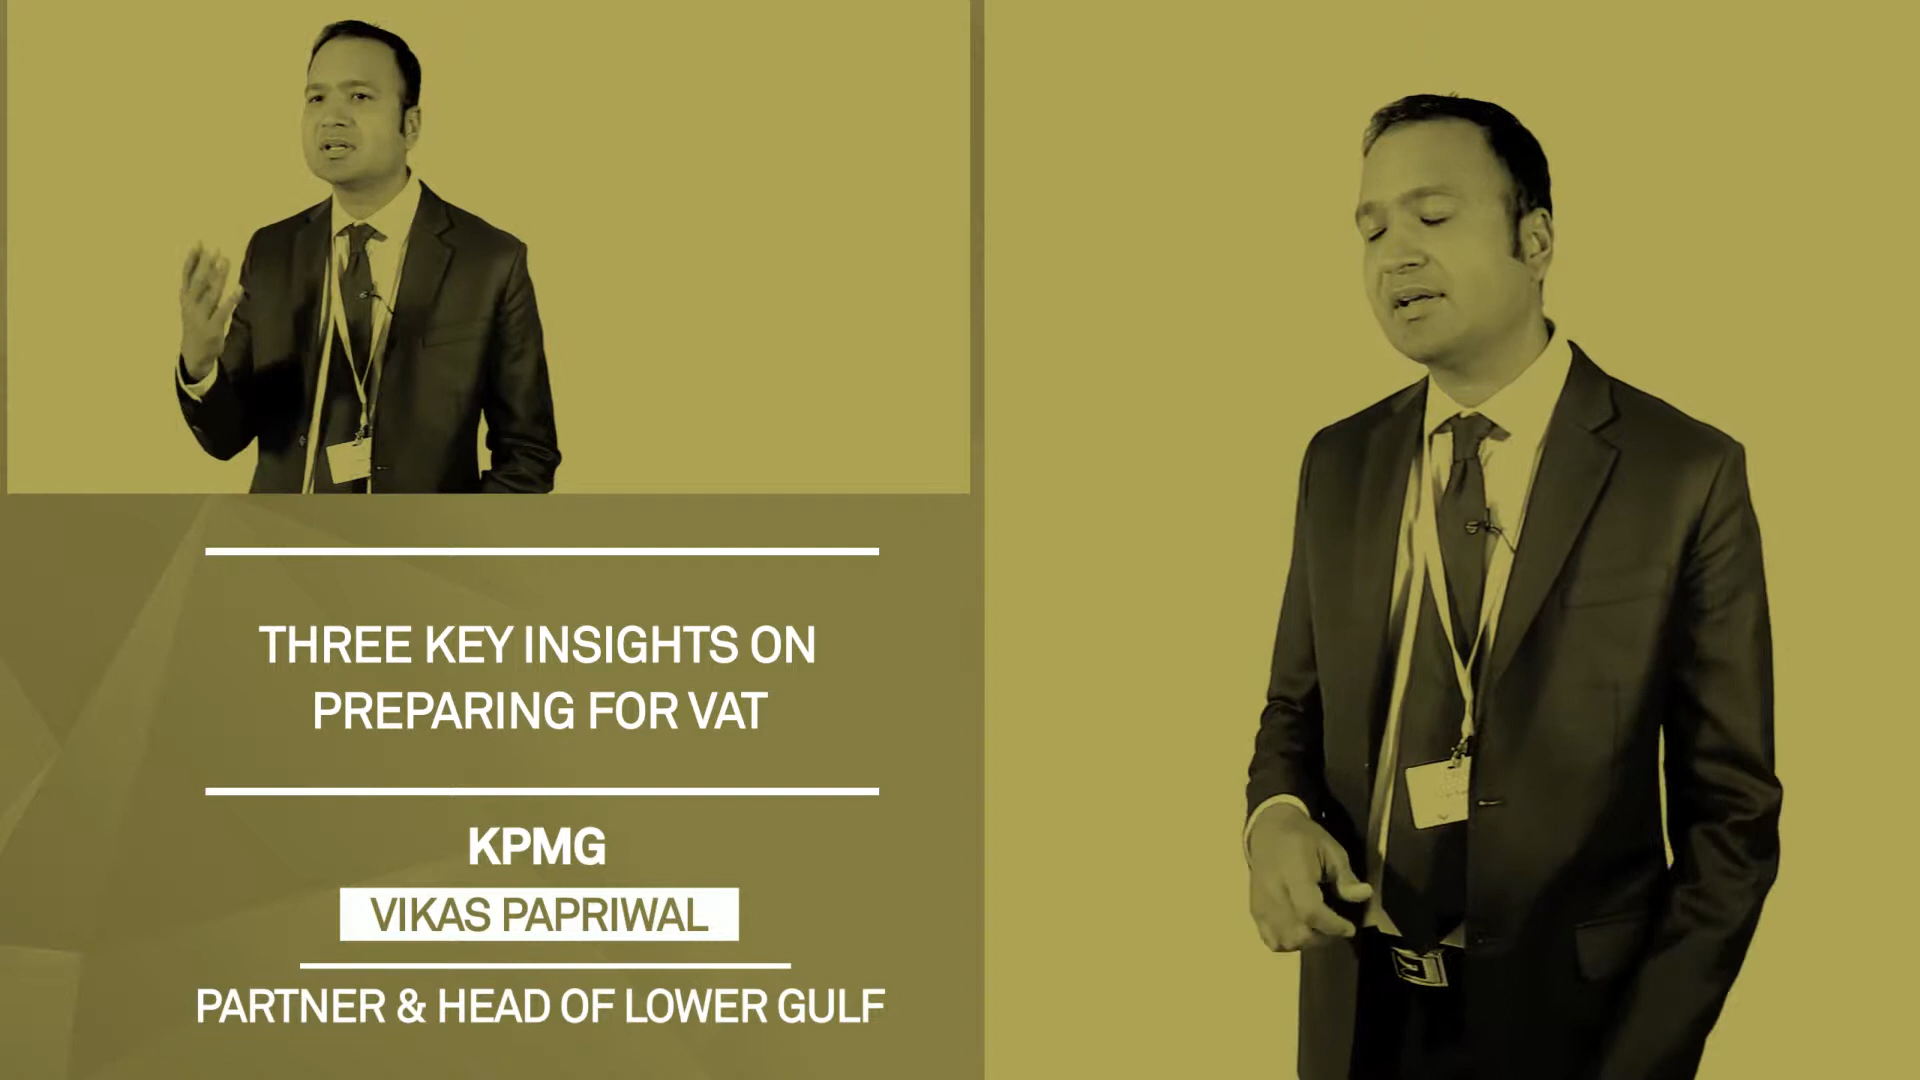 THREE KEY INSIGHTS ON
PREPARING FOR VAT
KPMG
VIKAS PAPRIWAL
PARTNER & HEAD OF LOWER GULF